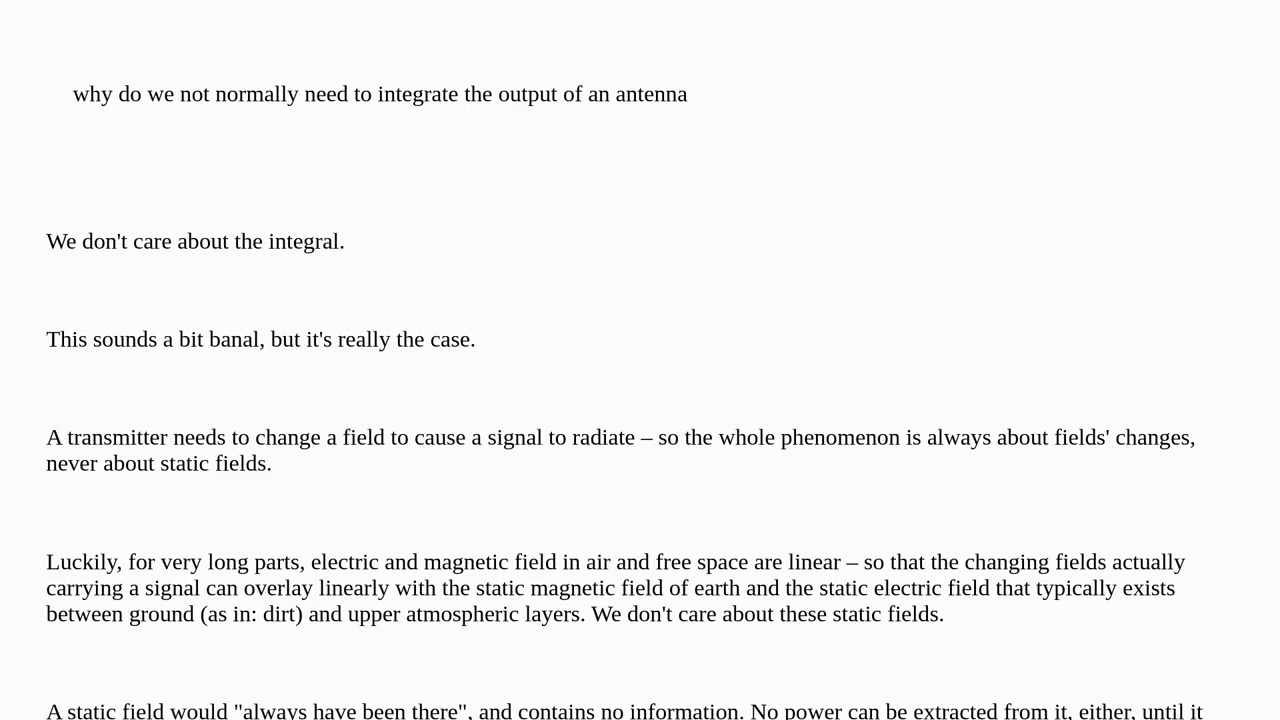 why do we not normally need to integrate the output of an antenna
We don't care about the integral.
This sounds a bit banal, but it's really the case.
A transmitter needs to change a field to cause a signal to radiate – so the whole phenomenon is always about fields' changes,
never about static fields.
Luckily, for very long parts, electric and magnetic field in air and free space are linear – so that the changing fields actually
carrying a signal can overlay linearly with the static magnetic field of earth and the static electric field that typically exists
between ground (as in: dirt) and upper atmospheric layers. We don't care about these static fields.
A static field would "always have been there", and contains no information. No power can be extracted from it, either, until it